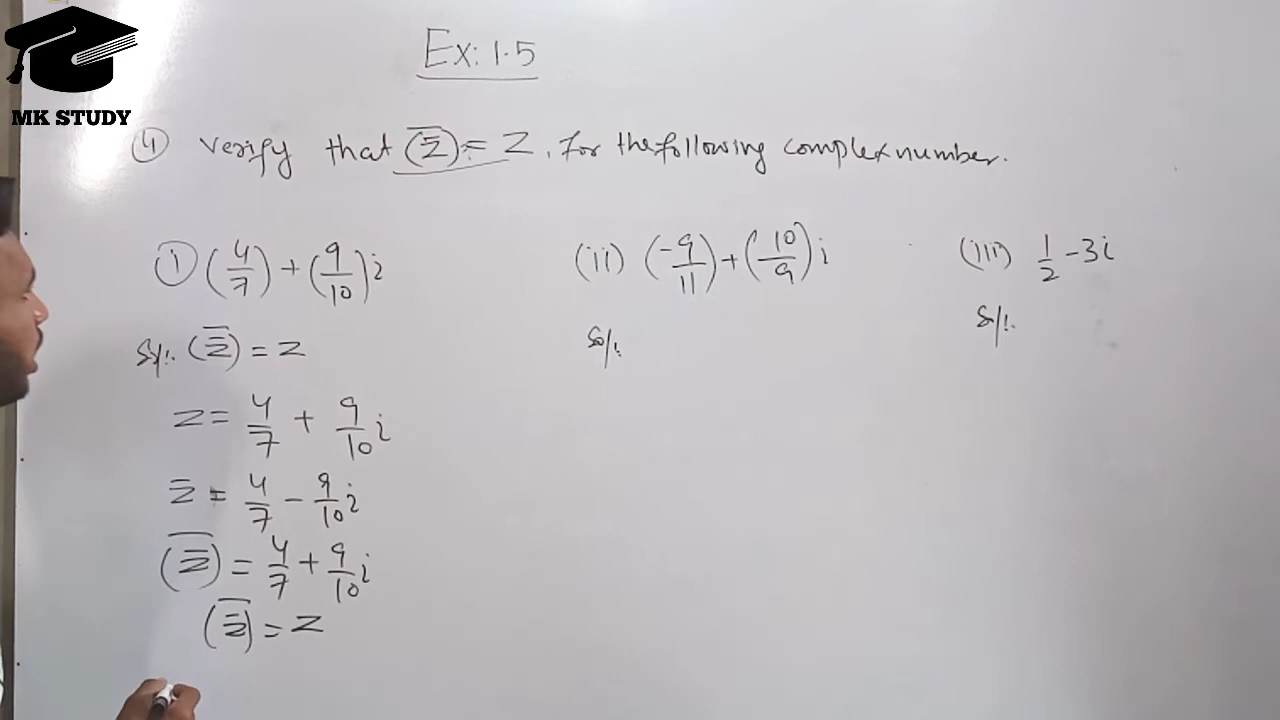 MK STUDY
Ex: 1.5
④ Verify that (z̄)‾ = z, for the following complex number.
① (4/7) + (9/10)i
Sol:. (z̄)‾ = z
z = 4/7 + 9/10 i
z̄ = 4/7 - 9/10 i
(z̄)‾ = 4/7 + 9/10 i
(z̄)‾ = z
(ii) (-9/11) + (-10/9)i
Sol:.
(iii) 1/2 - 3i
Sol:.